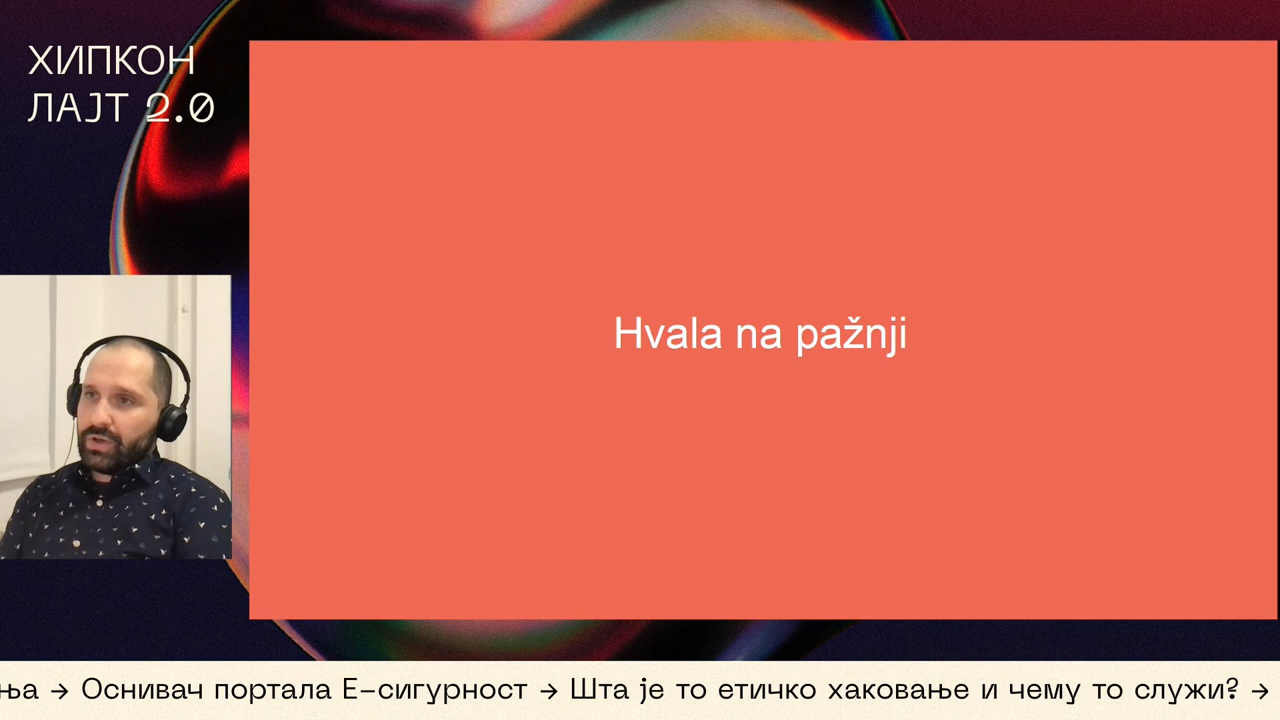 ХИПКОН
ЛАЈТ 2.0
Hvala na pažnji
ња → Оснивач портала Е–сигурност → Шта је то етичко хаковање и чему то служи? →